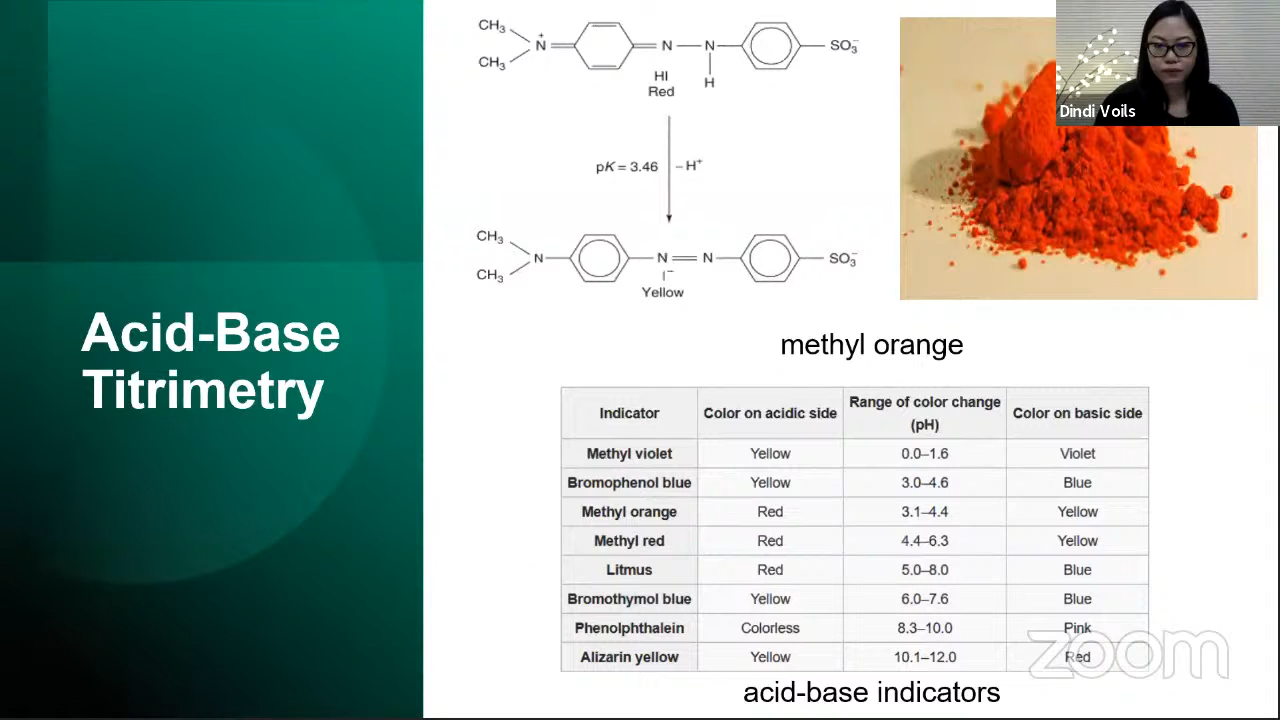 Acid-Base
Titrimetry
CH3
CH3
N+
N
N
H
SO3−
HI
Red
pK = 3.46
−H+
CH3
CH3
N
N
N
SO3−
I−
Yellow
Dindi Voils
methyl orange
Indicator Color on acidic side Range of color change (pH) Color on basic side
Methyl violet Yellow 0.0–1.6 Violet
Bromophenol blue Yellow 3.0–4.6 Blue
Methyl orange Red 3.1–4.4 Yellow
Methyl red Red 4.4–6.3 Yellow
Litmus Red 5.0–8.0 Blue
Bromothymol blue Yellow 6.0–7.6 Blue
Phenolphthalein Colorless 8.3–10.0 Pink
Alizarin yellow Yellow 10.1–12.0 Red
zoom
acid-base indicators